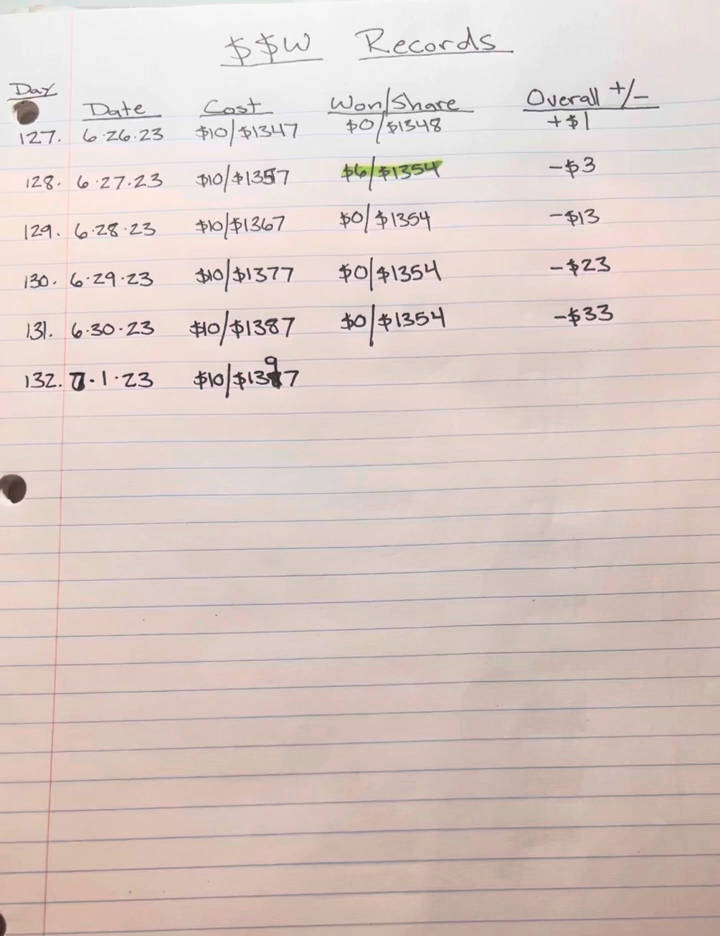 $$W Records
Day
Date Cost Won/Share Overall +/-
127. 6.26.23 $10/$1347 $0/$1348 +$1
128. 6.27.23 $10/$1357 $6/$1354 -$3
129. 6.28.23 $10/$1367 $0/$1354 -$13
130. 6.29.23 $10/$1377 $0/$1354 -$23
131. 6.30.23 $10/$1387 $0/$1354 -$33
132. 7.1.23 $10/$1397